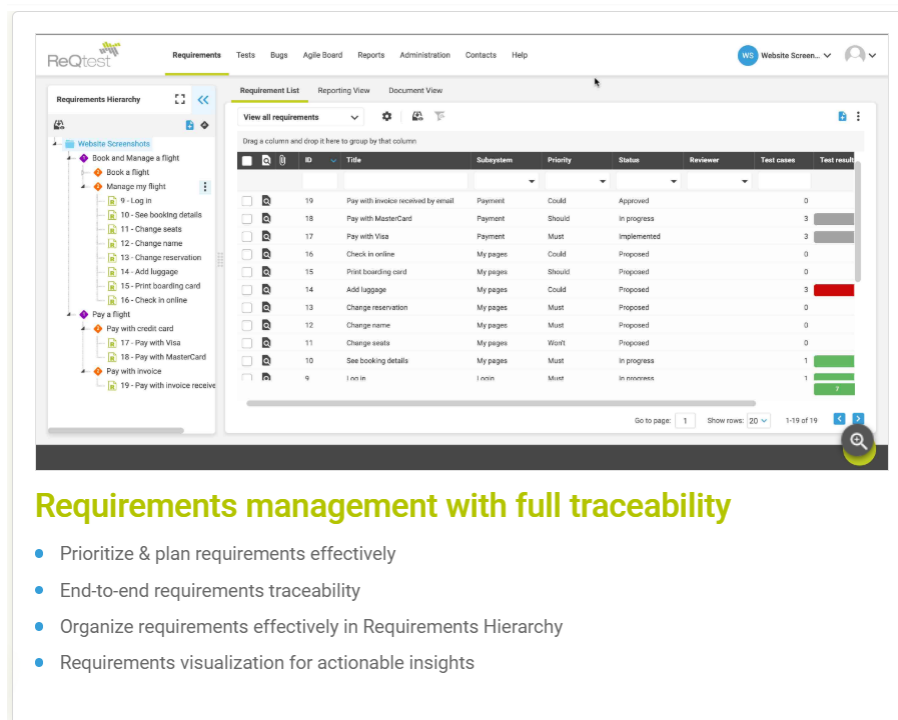 ReQtest
Requirements Tests Bugs Agile Board Reports Administration Contacts Help
WS Website Screen...
Requirements Hierarchy
Website Screenshots
Book and Manage a flight
Book a flight
Manage my flight
9 - Log in
10 - See booking details
11 - Change seats
12 - Change name
13 - Change reservation
14 - Add luggage
15 - Print boarding card
16 - Check in online
Pay a flight
Pay with credit card
17 - Pay with Visa
18 - Pay with MasterCard
Pay with invoice
19 - Pay with invoice receive
Requirement List Reporting View Document View
View all requirements
Drag a column and drop it here to group by that column
ID Title Subsystem Priority Status Reviewer Test cases Test result
19 Pay with invoice received by email Payment Could Approved 0
18 Pay with MasterCard Payment Should In progress 3
17 Pay with Visa Payment Must Implemented 3
16 Check in online My pages Could Proposed 0
15 Print boarding card My pages Should Proposed 0
14 Add luggage My pages Could Proposed 3
13 Change reservation My pages Must Proposed 0
12 Change name My pages Must Proposed 0
11 Change seats My pages Won't Proposed 0
10 See booking details My pages Must In progress 1
9 Log in Login Must In progress 1
7
Go to page: 1 Show rows: 20 1-19 of 19
Requirements management with full traceability
Prioritize & plan requirements effectively
End-to-end requirements traceability
Organize requirements effectively in Requirements Hierarchy
Requirements visualization for actionable insights